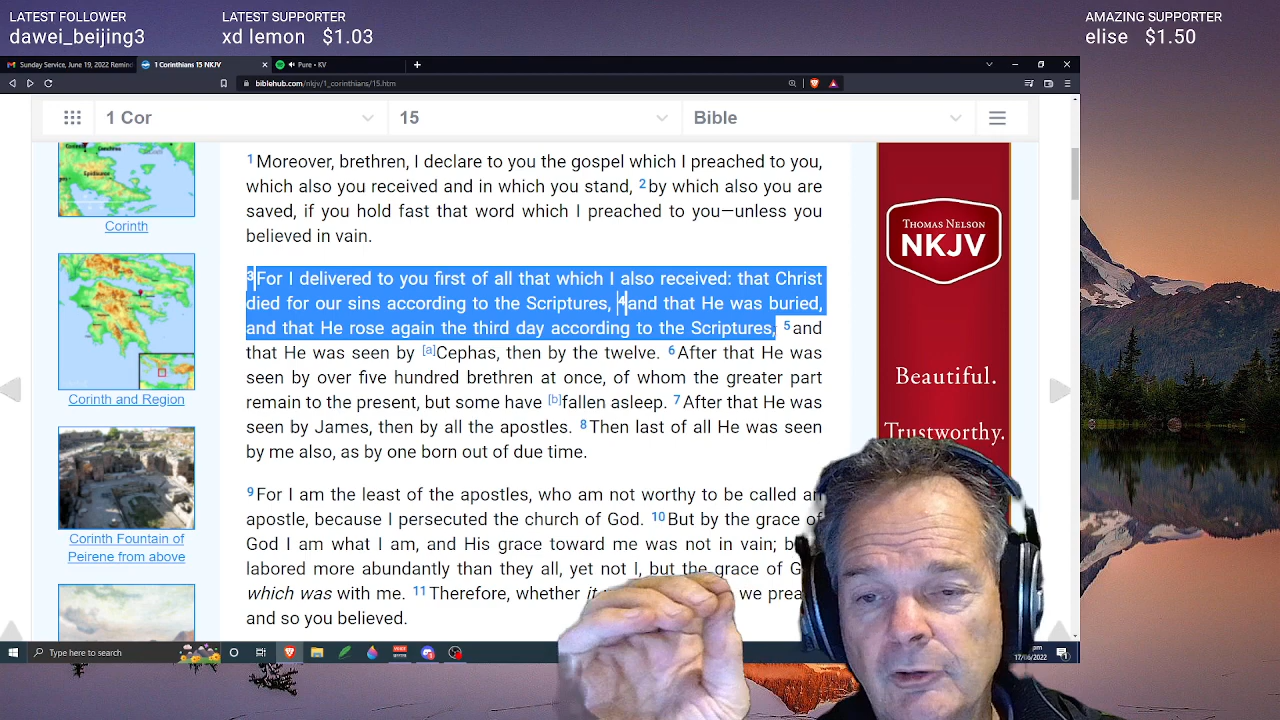 LATEST FOLLOWER
dawei_beijing3
LATEST SUPPORTER
xd lemon $1.03
AMAZING SUPPORTER
elise $1.50
Sunday Service, June 19, 2022 Remind
1 Corinthians 15 NKJV
Pure • KV
biblehub.com/nkjv/1_corinthians/15.htm
1 Cor
15
Bible
Corinth
Corinth and Region
Corinth Fountain of
Peirene from above
1 Moreover, brethren, I declare to you the gospel which I preached to you,
which also you received and in which you stand, 2 by which also you are
saved, if you hold fast that word which I preached to you—unless you
believed in vain.
3 For I delivered to you first of all that which I also received: that Christ
died for our sins according to the Scriptures, 4 and that He was buried,
and that He rose again the third day according to the Scriptures, 5 and
that He was seen by [a]Cephas, then by the twelve. 6 After that He was
seen by over five hundred brethren at once, of whom the greater part
remain to the present, but some have [b]fallen asleep. 7 After that He was
seen by James, then by all the apostles. 8 Then last of all He was seen
by me also, as by one born out of due time.
9 For I am the least of the apostles, who am not worthy to be called an
apostle, because I persecuted the church of God. 10 But by the grace of
God I am what I am, and His grace toward me was not in vain;
labored more abundantly than they all, yet not I, but the grace of
which was with me. 11 Therefore, whether it we
and so you believed.
THOMAS NELSON
NKJV
Beautiful.
Trustworthy.
Type here to search
17/06/2022